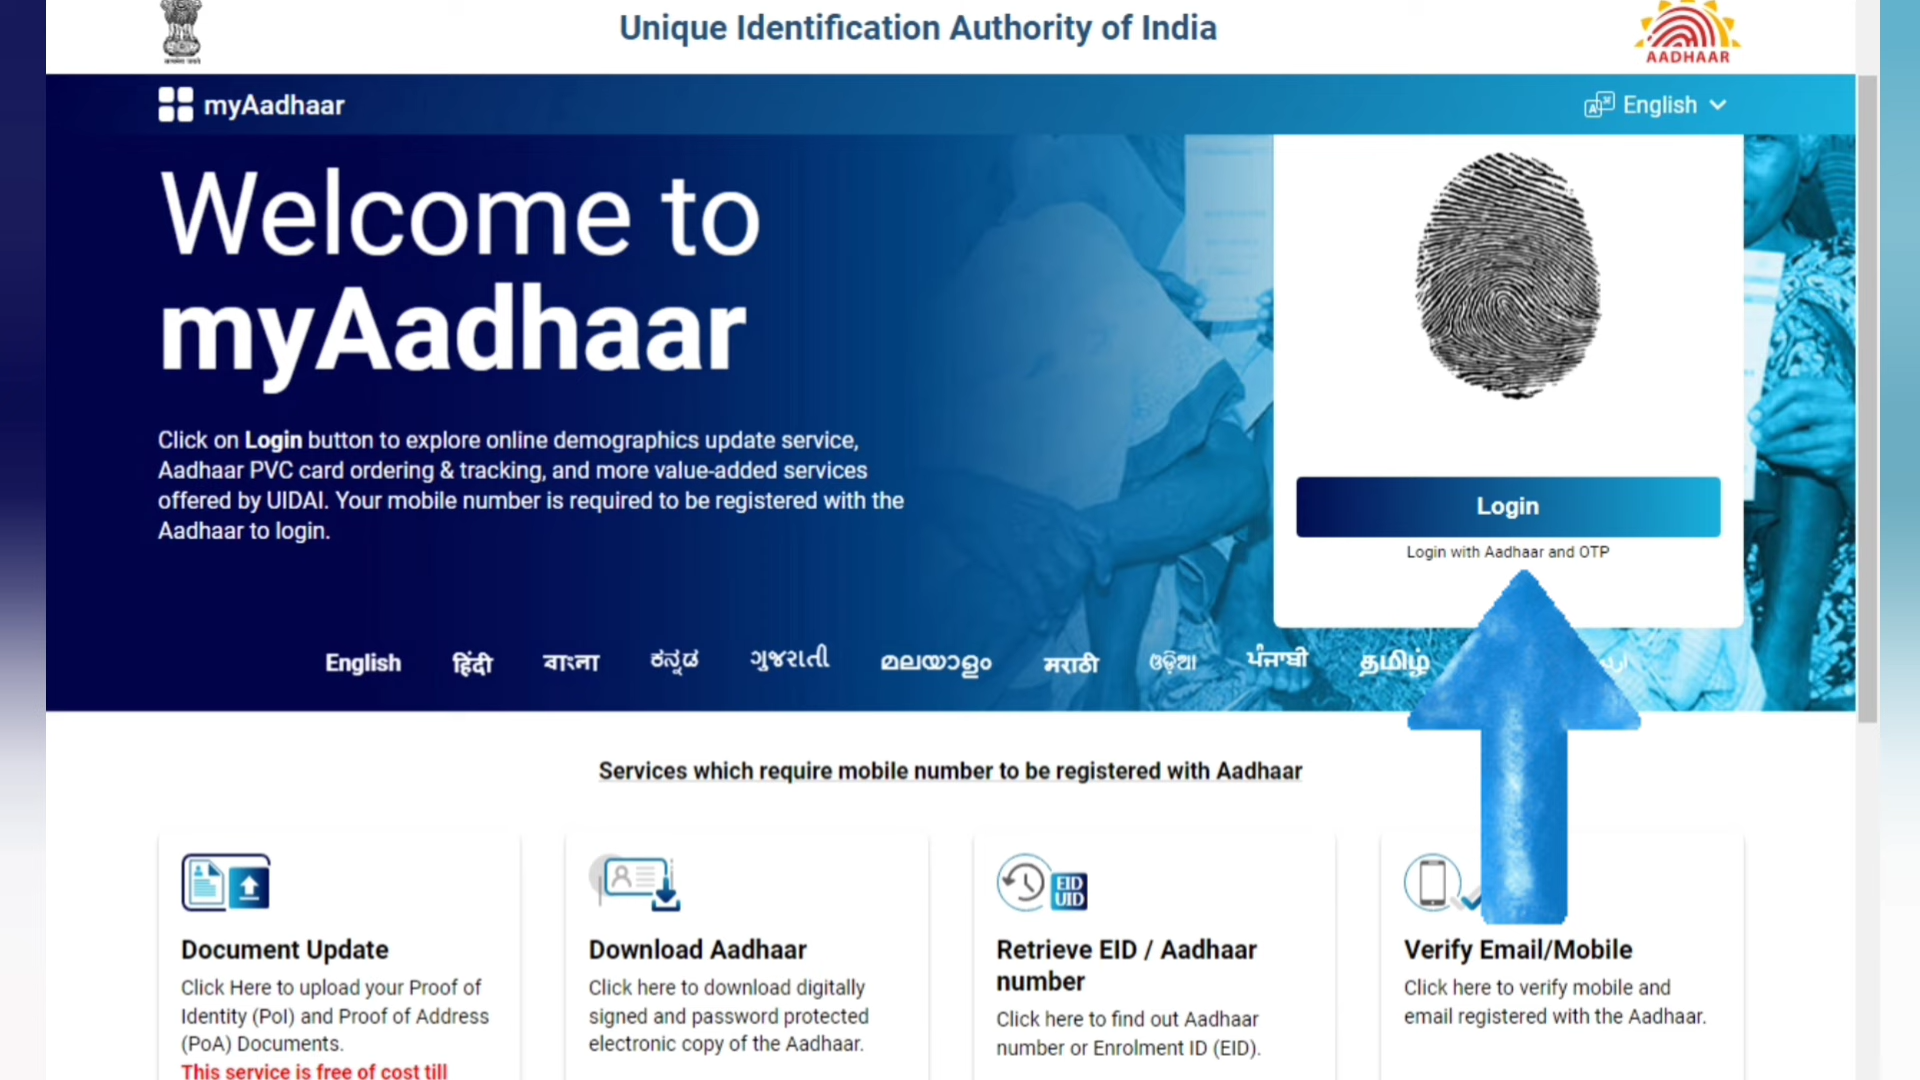 Unique Identification Authority of India
AADHAAR
myAadhaar
English
Welcome to
myAadhaar
Click on Login button to explore online demographics update service,
Aadhaar PVC card ordering & tracking, and more value-added services
offered by UIDAI. Your mobile number is required to be registered with the
Aadhaar to login.
Login
Login with Aadhaar and OTP
English हिंदी বাংলা ಕನ್ನಡ ગુજરાતી മലയാളം मराठी ଓଡ଼ିଆ ਪੰਜਾਬੀ தமிழ்
Services which require mobile number to be registered with Aadhaar
Document Update
Click Here to upload your Proof of
Identity (PoI) and Proof of Address
(PoA) Documents.
This service is free of cost till
Download Aadhaar
Click here to download digitally
signed and password protected
electronic copy of the Aadhaar.
EID
UID
Retrieve EID / Aadhaar
number
Click here to find out Aadhaar
number or Enrolment ID (EID).
Verify Email/Mobile
Click here to verify mobile and
email registered with the Aadhaar.